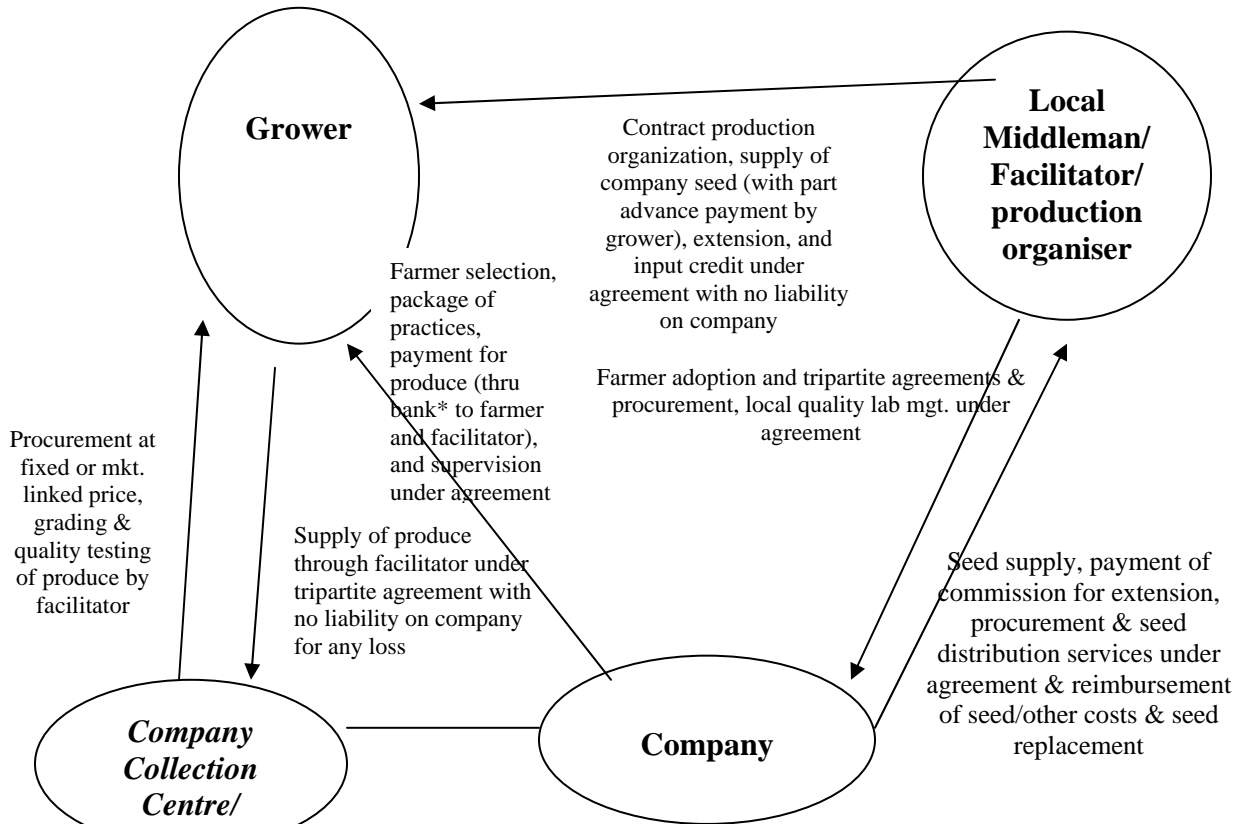 Grower
Local
Middleman/
Facilitator/
production
organiser
Contract production
organization, supply of
company seed (with part
advance payment by
grower), extension, and
input credit under
agreement with no liability
on company
Farmer selection,
package of
practices,
payment for
produce (thru
bank* to farmer
and facilitator),
and supervision
under agreement
Farmer adoption and tripartite agreements &
procurement, local quality lab mgt. under
agreement
Procurement at
fixed or mkt.
linked price,
grading &
quality testing
of produce by
facilitator
Supply of produce
through facilitator under
tripartite agreement with
no liability on company
for any loss
Seed supply, payment of
commission for extension,
procurement & seed
distribution services under
agreement & reimbursement
of seed/other costs & seed
replacement
Company
Collection
Centre/
Company